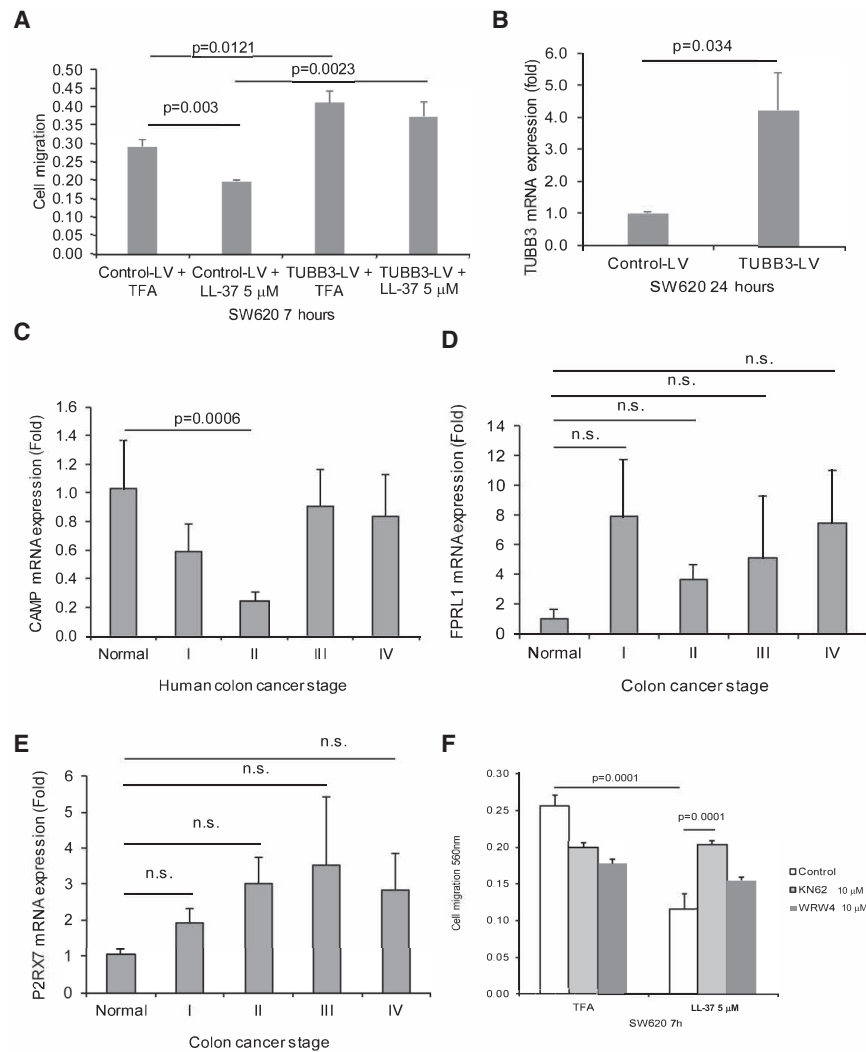 A
p=0.0121
p=0.0023
p=0.003
Cell migration
0.50
0.45
0.40
0.35
0.30
0.25
0.20
0.15
0.10
0.05
0.00
Control-LV + Control-LV + TUBB3-LV + TUBB3-LV +
TFA LL-37 5 μM TFA LL-37 5 μM
SW620 7 hours
B
p=0.034
TUBB3 mRNA expression (fold)
6.0
5.0
4.0
3.0
2.0
1.0
0.0
Control-LV TUBB3-LV
SW620 24 hours
C
p=0.0006
CAMP mRNA expression (Fold)
1.6
1.4
1.2
1.0
0.8
0.6
0.4
0.2
0.0
Normal I II III IV
Human colon cancer stage
D
n.s.
n.s.
n.s.
n.s.
FPRL1 mRNA expression (Fold)
14
12
10
8
6
4
2
0
Normal I II III IV
Colon cancer stage
E
n.s.
n.s.
n.s.
n.s.
P2RX7 mRNA expression (Fold)
6
5
4
3
2
1
0
Normal I II III IV
Colon cancer stage
F
p=0.0001
p=0.0001
Cell migration 560nm
0.30
0.25
0.20
0.15
0.10
0.05
0.00
TFA LL-37 5 μM
SW620 7h
Control
KN62 10 μM
WRW4 10 μM